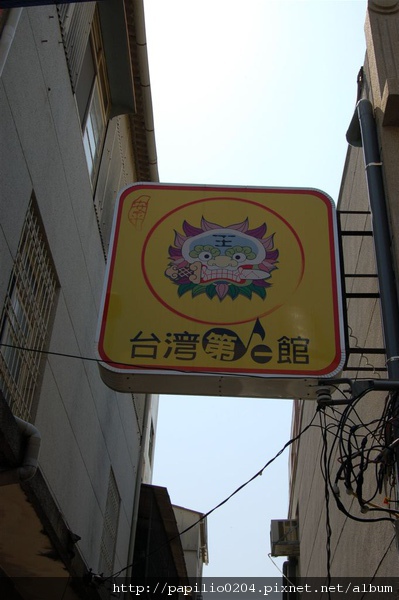 王
台湾第一館
http://papilio0204.pixnet.net/album